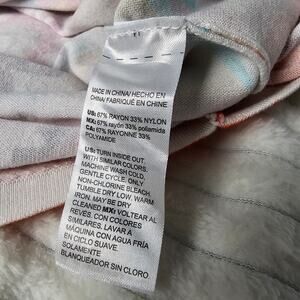 MADE IN CHINA/ HECHO EN
CHINA/ FABRIQUÉ EN CHINE
US: 67% RAYON 33% NYLON
MX: 67% rayón 33% poliamida
CA: 67% RAYONNE 33%
POLYAMIDE
US: TURN INSIDE OUT.
WITH SIMILAR COLORS,
MACHINE WASH COLD,
GENTLE CYCLE. ONLY
NON-CHLORINE BLEACH.
TUMBLE DRY LOW. WARM
IRON. MAY BE DRY
CLEANED MX: VOLTEAR AL
REVÉS. CON COLORES
SIMILARES, LAVAR A
MÁQUINA CON AGUA FRÍA
EN CICLO SUAVE.
SOLAMENTE
BLANQUEADOR SIN CLORO.